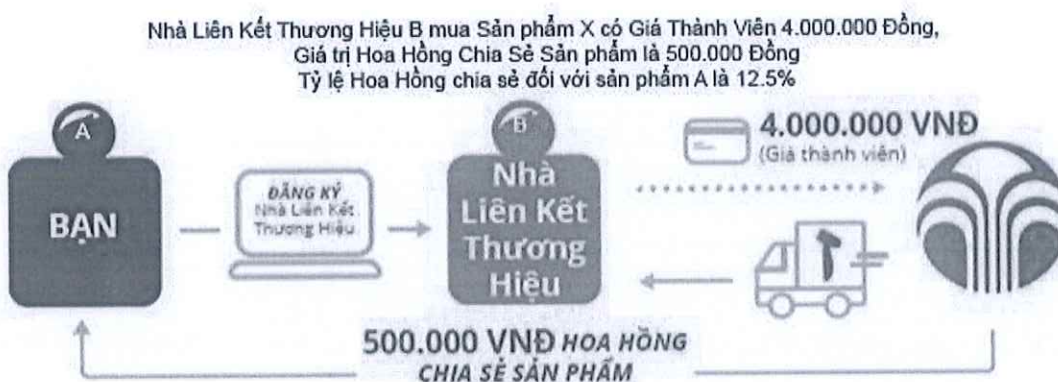 Nhà Liên Kết Thương Hiệu B mua Sản phẩm X có Giá Thành Viên 4.000.000 Đồng,
Giá trị Hoa Hồng Chia Sẻ Sản phẩm là 500.000 Đồng
Tỷ lệ Hoa Hồng chia sẻ đối với sản phẩm A là 12.5%
A
BẠN
ĐĂNG KÝ
Nhà Liên Kết
Thương Hiệu
B
Nhà
Liên Kết
Thương
Hiệu
4.000.000 VNĐ
(Giá thành viên)
500.000 VNĐ HOA HỒNG
CHIA SẺ SẢN PHẨM